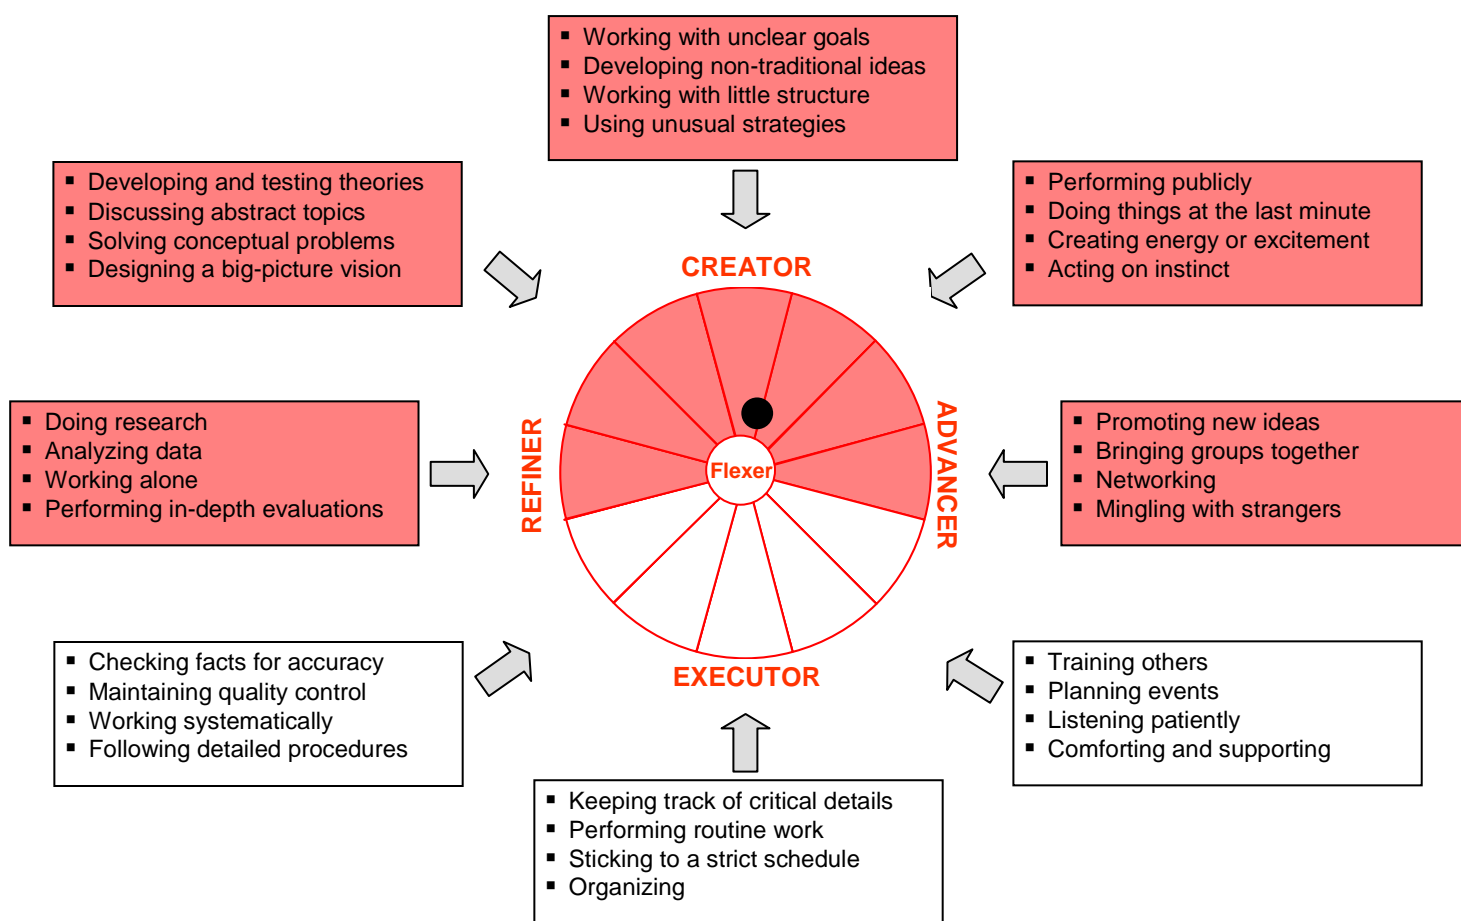 ▪ Working with unclear goals
▪ Developing non-traditional ideas
▪ Working with little structure
▪ Using unusual strategies
▪ Developing and testing theories
▪ Discussing abstract topics
▪ Solving conceptual problems
▪ Designing a big-picture vision
▪ Performing publicly
▪ Doing things at the last minute
▪ Creating energy or excitement
▪ Acting on instinct
CREATOR
▪ Doing research
▪ Analyzing data
▪ Working alone
▪ Performing in-depth evaluations
REFINER
Flexer
ADVANCER
▪ Promoting new ideas
▪ Bringing groups together
▪ Networking
▪ Mingling with strangers
EXECUTOR
▪ Checking facts for accuracy
▪ Maintaining quality control
▪ Working systematically
▪ Following detailed procedures
▪ Training others
▪ Planning events
▪ Listening patiently
▪ Comforting and supporting
▪ Keeping track of critical details
▪ Performing routine work
▪ Sticking to a strict schedule
▪ Organizing